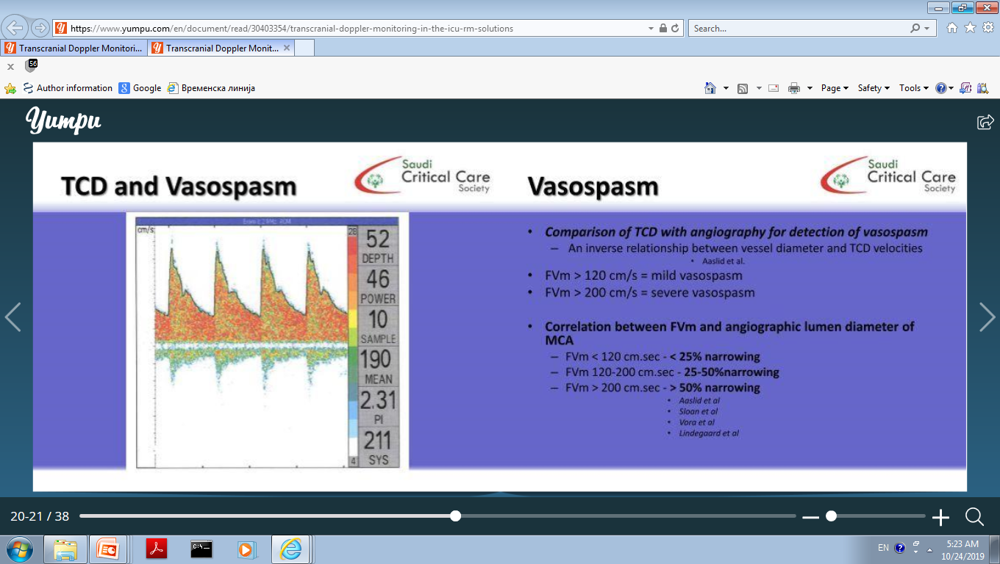 https://www.yumpu.com/en/document/read/30403354/transcranial-doppler-monitoring-in-the-icu-rm-solutions
Search...
Transcranial Doppler Monitori...
Transcranial Doppler Monit...
x
56
Author information
Google
Временска линија
Page
Safety
Tools
Yumpu
TCD and Vasospasm
Saudi
Critical Care
Society
cm/s
28
52
DEPTH
46
POWER
10
SAMPLE
190
MEAN
2.31
PI
211
SYS
4
Vasospasm
Saudi
Critical Care
Society
• Comparison of TCD with angiography for detection of vasospasm
– An inverse relationship between vessel diameter and TCD velocities
• Aaslid et al.
• FVm > 120 cm/s = mild vasospasm
• FVm > 200 cm/s = severe vasospasm
• Correlation between FVm and angiographic lumen diameter of
MCA
– FVm < 120 cm.sec - < 25% narrowing
– FVm 120-200 cm.sec - 25-50%narrowing
– FVm > 200 cm.sec - > 50% narrowing
• Aaslid et al
• Sloan et al
• Vora et al
• Lindegaard et al
20-21 / 38
C:\_
EN
5:23 AM
10/24/2019